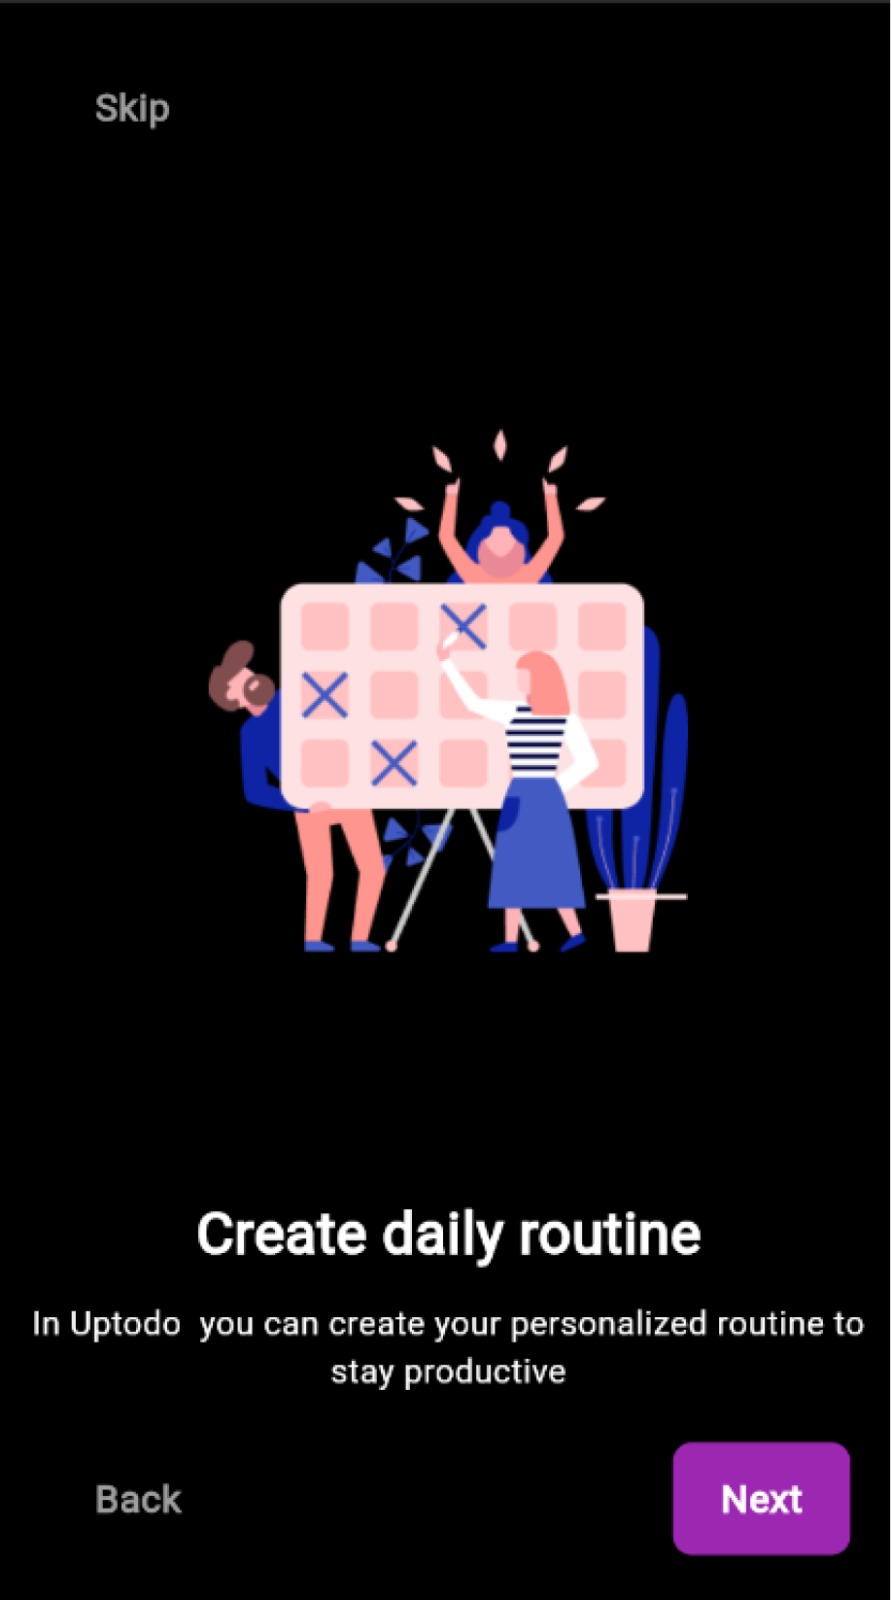 Skip
Create daily routine
In Uptodo  you can create your personalized routine to
stay productive
Back
Next